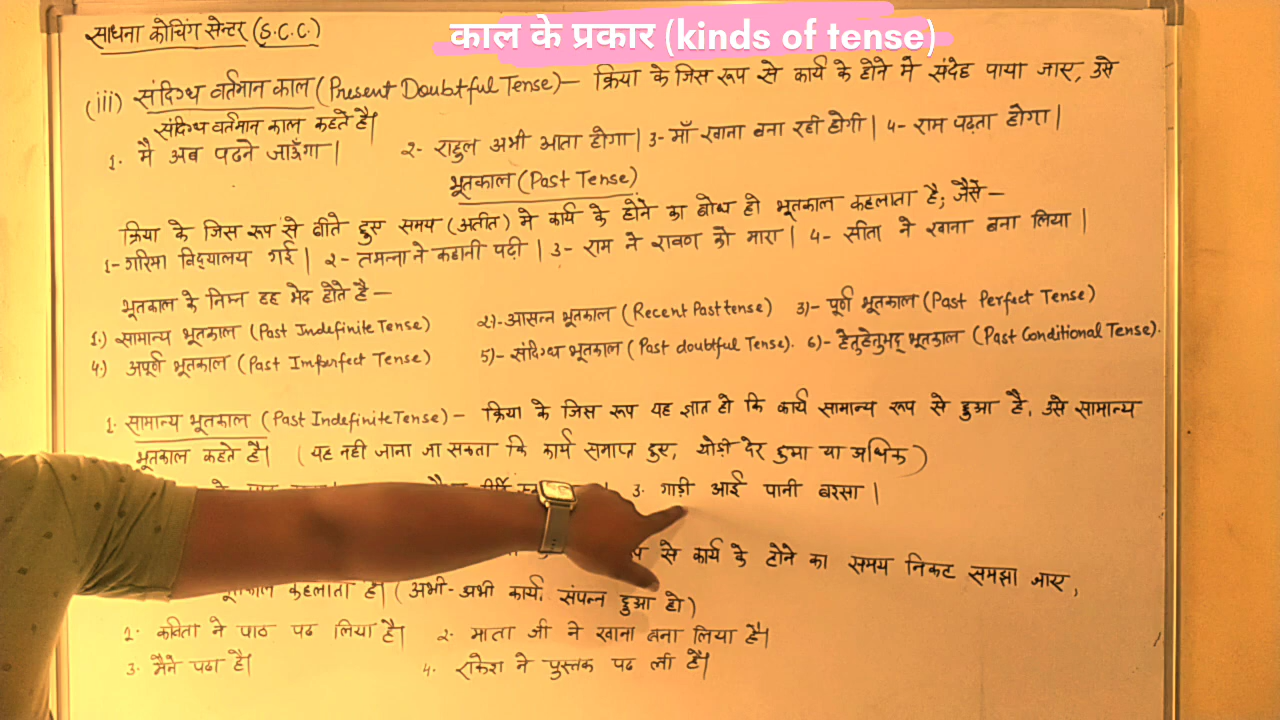 काल के प्रकार (kinds of tense)
साधना कोचिंग सेन्टर (S.C.C.)
(iii) संदिग्ध वर्तमान काल (Present Doubtful Tense) – क्रिया के जिस रूप से कार्य के होने मे संदेह पाया जाए, उसे
संदिग्ध वर्तमान काल कहते है।
1. मै अब पढने जाऊँगा। 2- राहुल अभी आता होगा। 3- माँ खाना बना रही होगी। 4- राम पढ़ता होगा।
भूतकाल (Past Tense)
क्रिया के जिस रूप से बीते हुए समय (अतीत) मे कार्य के होने का बोध हो भूतकाल कहलाता है; जैसे –
1- गरिमा विद्यालय गई। 2- तमन्ना ने कहानी पढ़ी। 3- राम ने रावण को मारा। 4- सीता ने खाना बना लिया।
भूतकाल के निम्न छह भेद होते है –
1.) सामान्य भूतकाल (Past Indefinite Tense) 2)- आसन्न भूतकाल (Recent Past tense) 3)- पूर्ण भूतकाल (Past Perfect Tense)
4.) अपूर्ण भूतकाल (Past Imperfect Tense) 5)- संदिग्ध भूतकाल (Past doubtful Tense). 6)- हेतुहेतुमद् भूतकाल (Past Conditional Tense).
1. सामान्य भूतकाल (Past Indefinite Tense) – क्रिया के जिस रूप यह ज्ञात हो कि कार्य सामान्य रूप से हुआ है, उसे सामान्य
भूतकाल कहते है। (यह नही जाना जा सकता कि कार्य समाप्त हुए, थोड़ी देर हुआ या अधिक)
3. गाड़ी आई पानी बरसा।
से कार्य के होने का समय निकट समझा जाए,
कहलाता है। (अभी-अभी कार्य संपन्न हुआ हो)
1. कविता ने पाठ पढ लिया है। 2. माता जी ने खाना बना लिया है।
3. मैने पढा है। 4. राकेश ने पुस्तक पढ ली है।